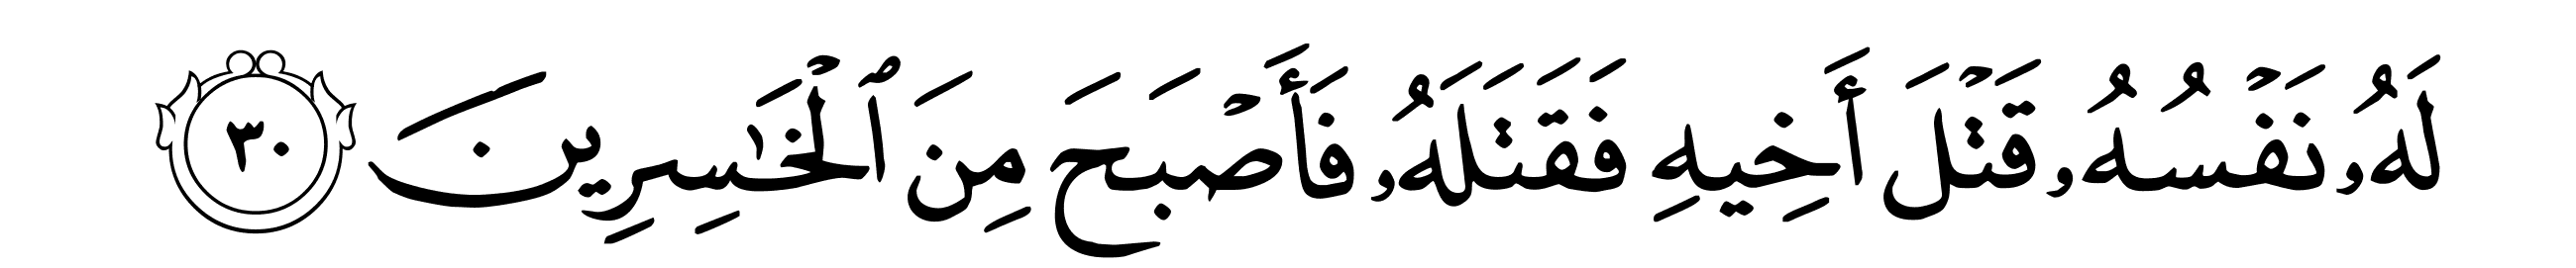 لَهُۥ نَفْسُهُۥ قَتْلَ أَخِيهِ فَقَتَلَهُۥ فَأَصْبَحَ مِنَ ٱلْخَٰسِرِينَ ٣٠